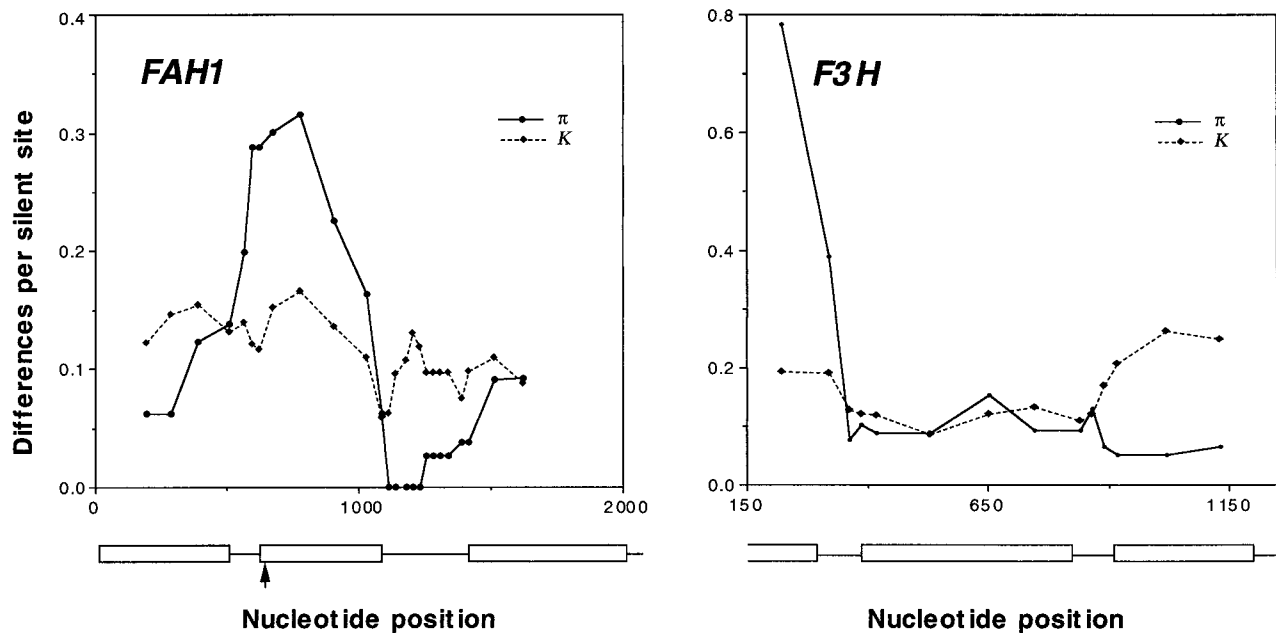 Differences per silent site
FAH1
π
K
0.4
0.3
0.2
0.1
0.0
0
1000
2000
Nucleotide position
F3H
π
K
0.8
0.6
0.4
0.2
0.0
150
650
1150
Nucleotide position